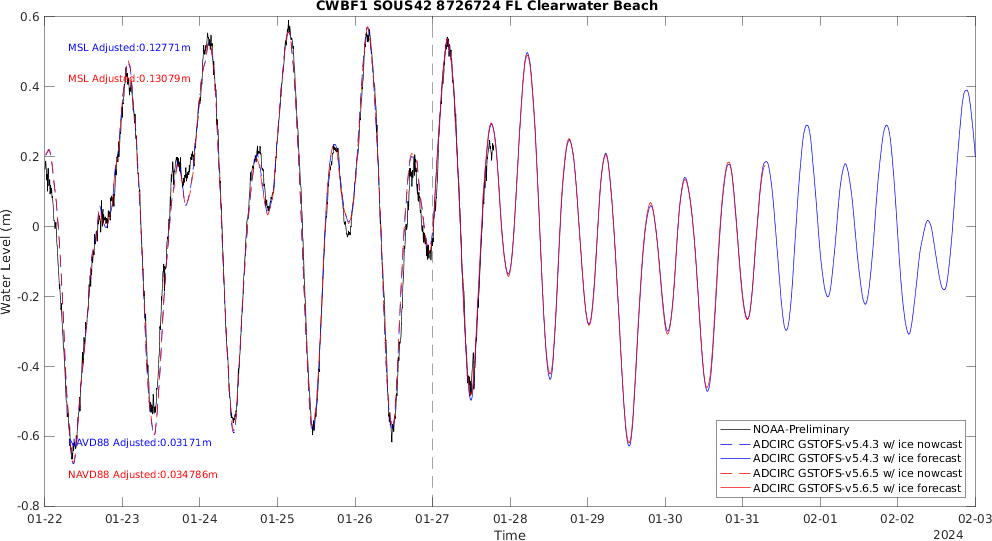 CWBF1 SOUS42 8726724 FL Clearwater Beach
0.6
0.4
0.2
0
-0.2
-0.4
-0.6
-0.8
Water Level (m)
MSL Adjusted:0.12771m
MSL Adjusted:0.13079m
NAVD88 Adjusted:0.03171m
NAVD88 Adjusted:0.034786m
NOAA-Preliminary
ADCIRC GSTOFS-v5.4.3 w/ ice nowcast
ADCIRC GSTOFS-v5.4.3 w/ ice forecast
ADCIRC GSTOFS-v5.6.5 w/ ice nowcast
ADCIRC GSTOFS-v5.6.5 w/ ice forecast
01-22 01-23 01-24 01-25 01-26 01-27 01-28 01-29 01-30 01-31 02-01 02-02 02-03
Time
2024